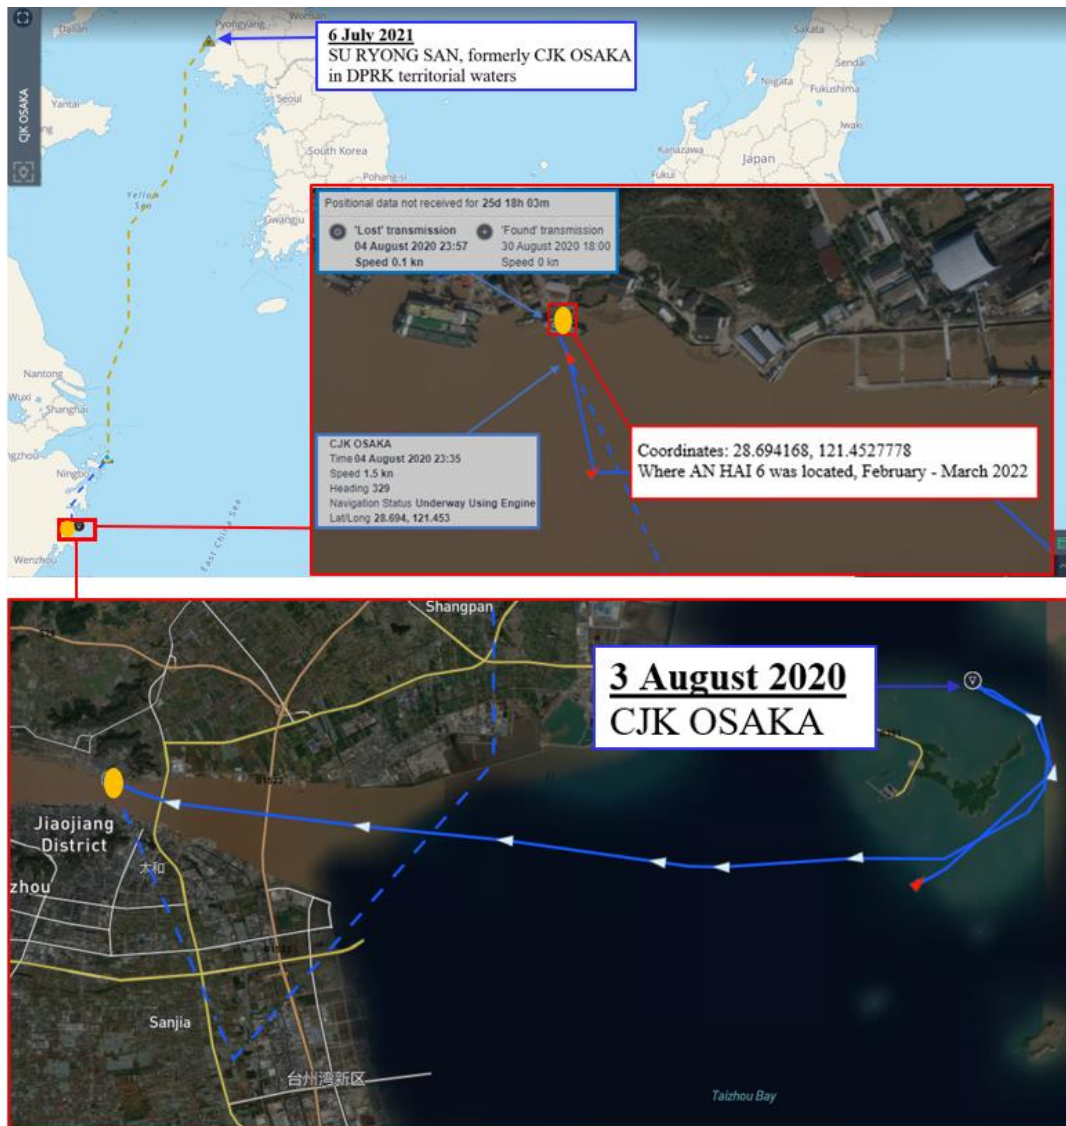 Dalian
Pyongyang
Wonsan
6 July 2021
SU RYONG SAN, formerly CJK OSAKA
in DPRK territorial waters
Sakata
Sendai
Niigata
Fukushima
Iwaki
Yantai
CJK OSAKA
Seoul
South Korea
Pohang-si
Gwangju
Yellow
Sea
Kanazawa
Fukui
Japan
Positional data not received for 25d 18h 03m
'Lost' transmission
04 August 2020 23:57
Speed 0.1 kn
'Found' transmission
30 August 2020 18:00
Speed 0 kn
Nantong
Wuxi
Shanghai
ngzhou
Ningbo
Wenzhou
East China Sea
CJK OSAKA
Time 04 August 2020 23:35
Speed 1.5 kn
Heading 329
Navigation Status Underway Using Engine
Lat/Long 28.694, 121.453
Coordinates: 28.694168, 121.4527778
Where AN HAI 6 was located, February - March 2022
Shangpan
3 August 2020
CJK OSAKA
Jiaojiang
District
太和
zhou
Sanjia
台州湾新区
Taizhou Bay